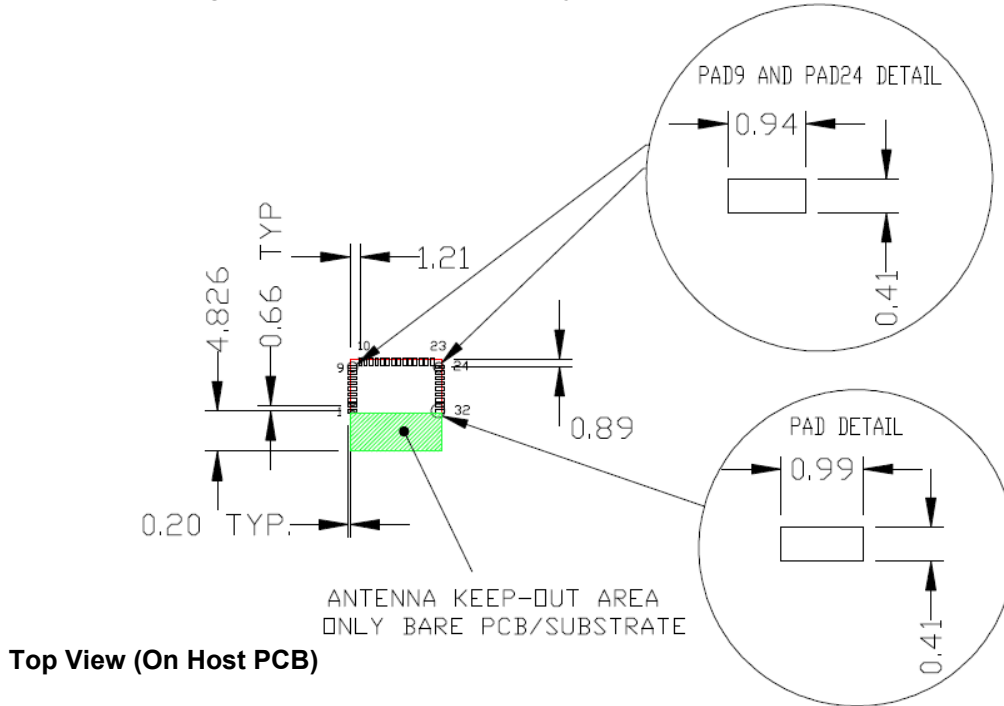 PAD9 AND PAD24 DETAIL
0.94
0.41
0.66 TYP
1.21
4.826
10
23
9
24
1
32
0.89
PAD DETAIL
0.99
0.41
0.20 TYP.
ANTENNA KEEP-OUT AREA
ONLY BARE PCB/SUBSTRATE
Top View (On Host PCB)